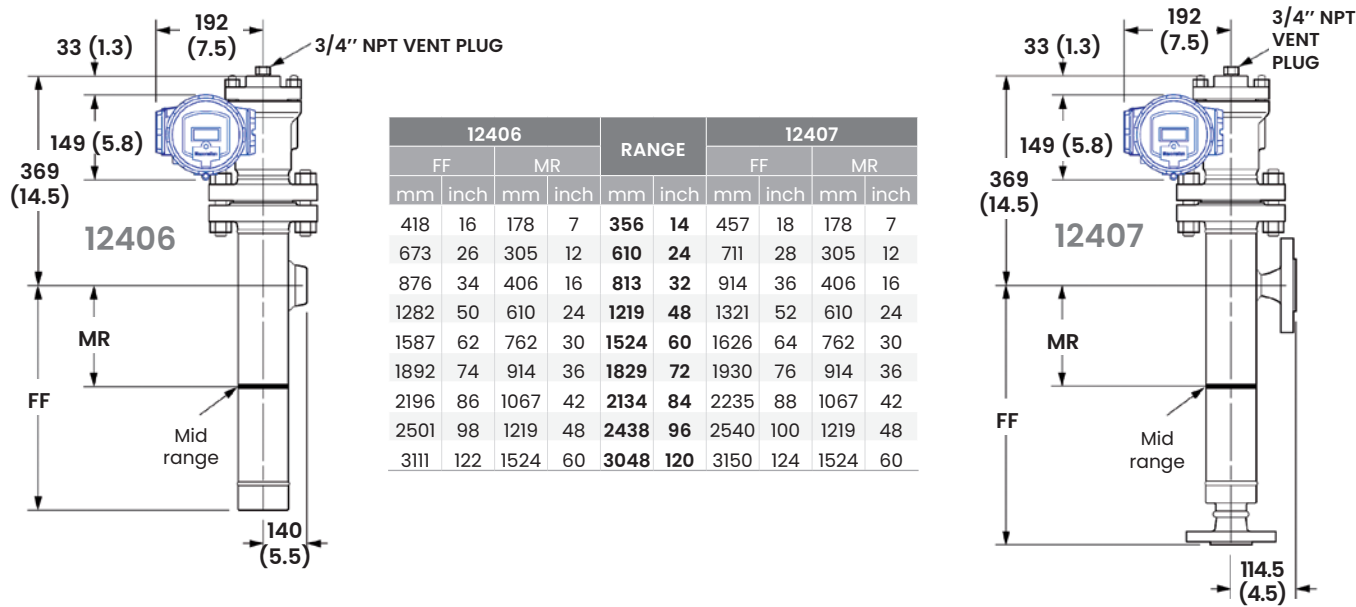 192
(7.5)
3/4" NPT VENT PLUG
33 (1.3)
149 (5.8)
369
(14.5)
12406
MR
FF
Mid
range
140
(5.5)
12406 RANGE 12407
FF MR FF MR
mm inch mm inch mm inch mm inch mm inch
418 16 178 7 356 14 457 18 178 7
673 26 305 12 610 24 711 28 305 12
876 34 406 16 813 32 914 36 406 16
1282 50 610 24 1219 48 1321 52 610 24
1587 62 762 30 1524 60 1626 64 762 30
1892 74 914 36 1829 72 1930 76 914 36
2196 86 1067 42 2134 84 2235 88 1067 42
2501 98 1219 48 2438 96 2540 100 1219 48
3111 122 1524 60 3048 120 3150 124 1524 60
192
(7.5)
3/4" NPT
VENT
PLUG
33 (1.3)
149 (5.8)
369
(14.5)
12407
MR
FF
Mid
range
114.5
(4.5)